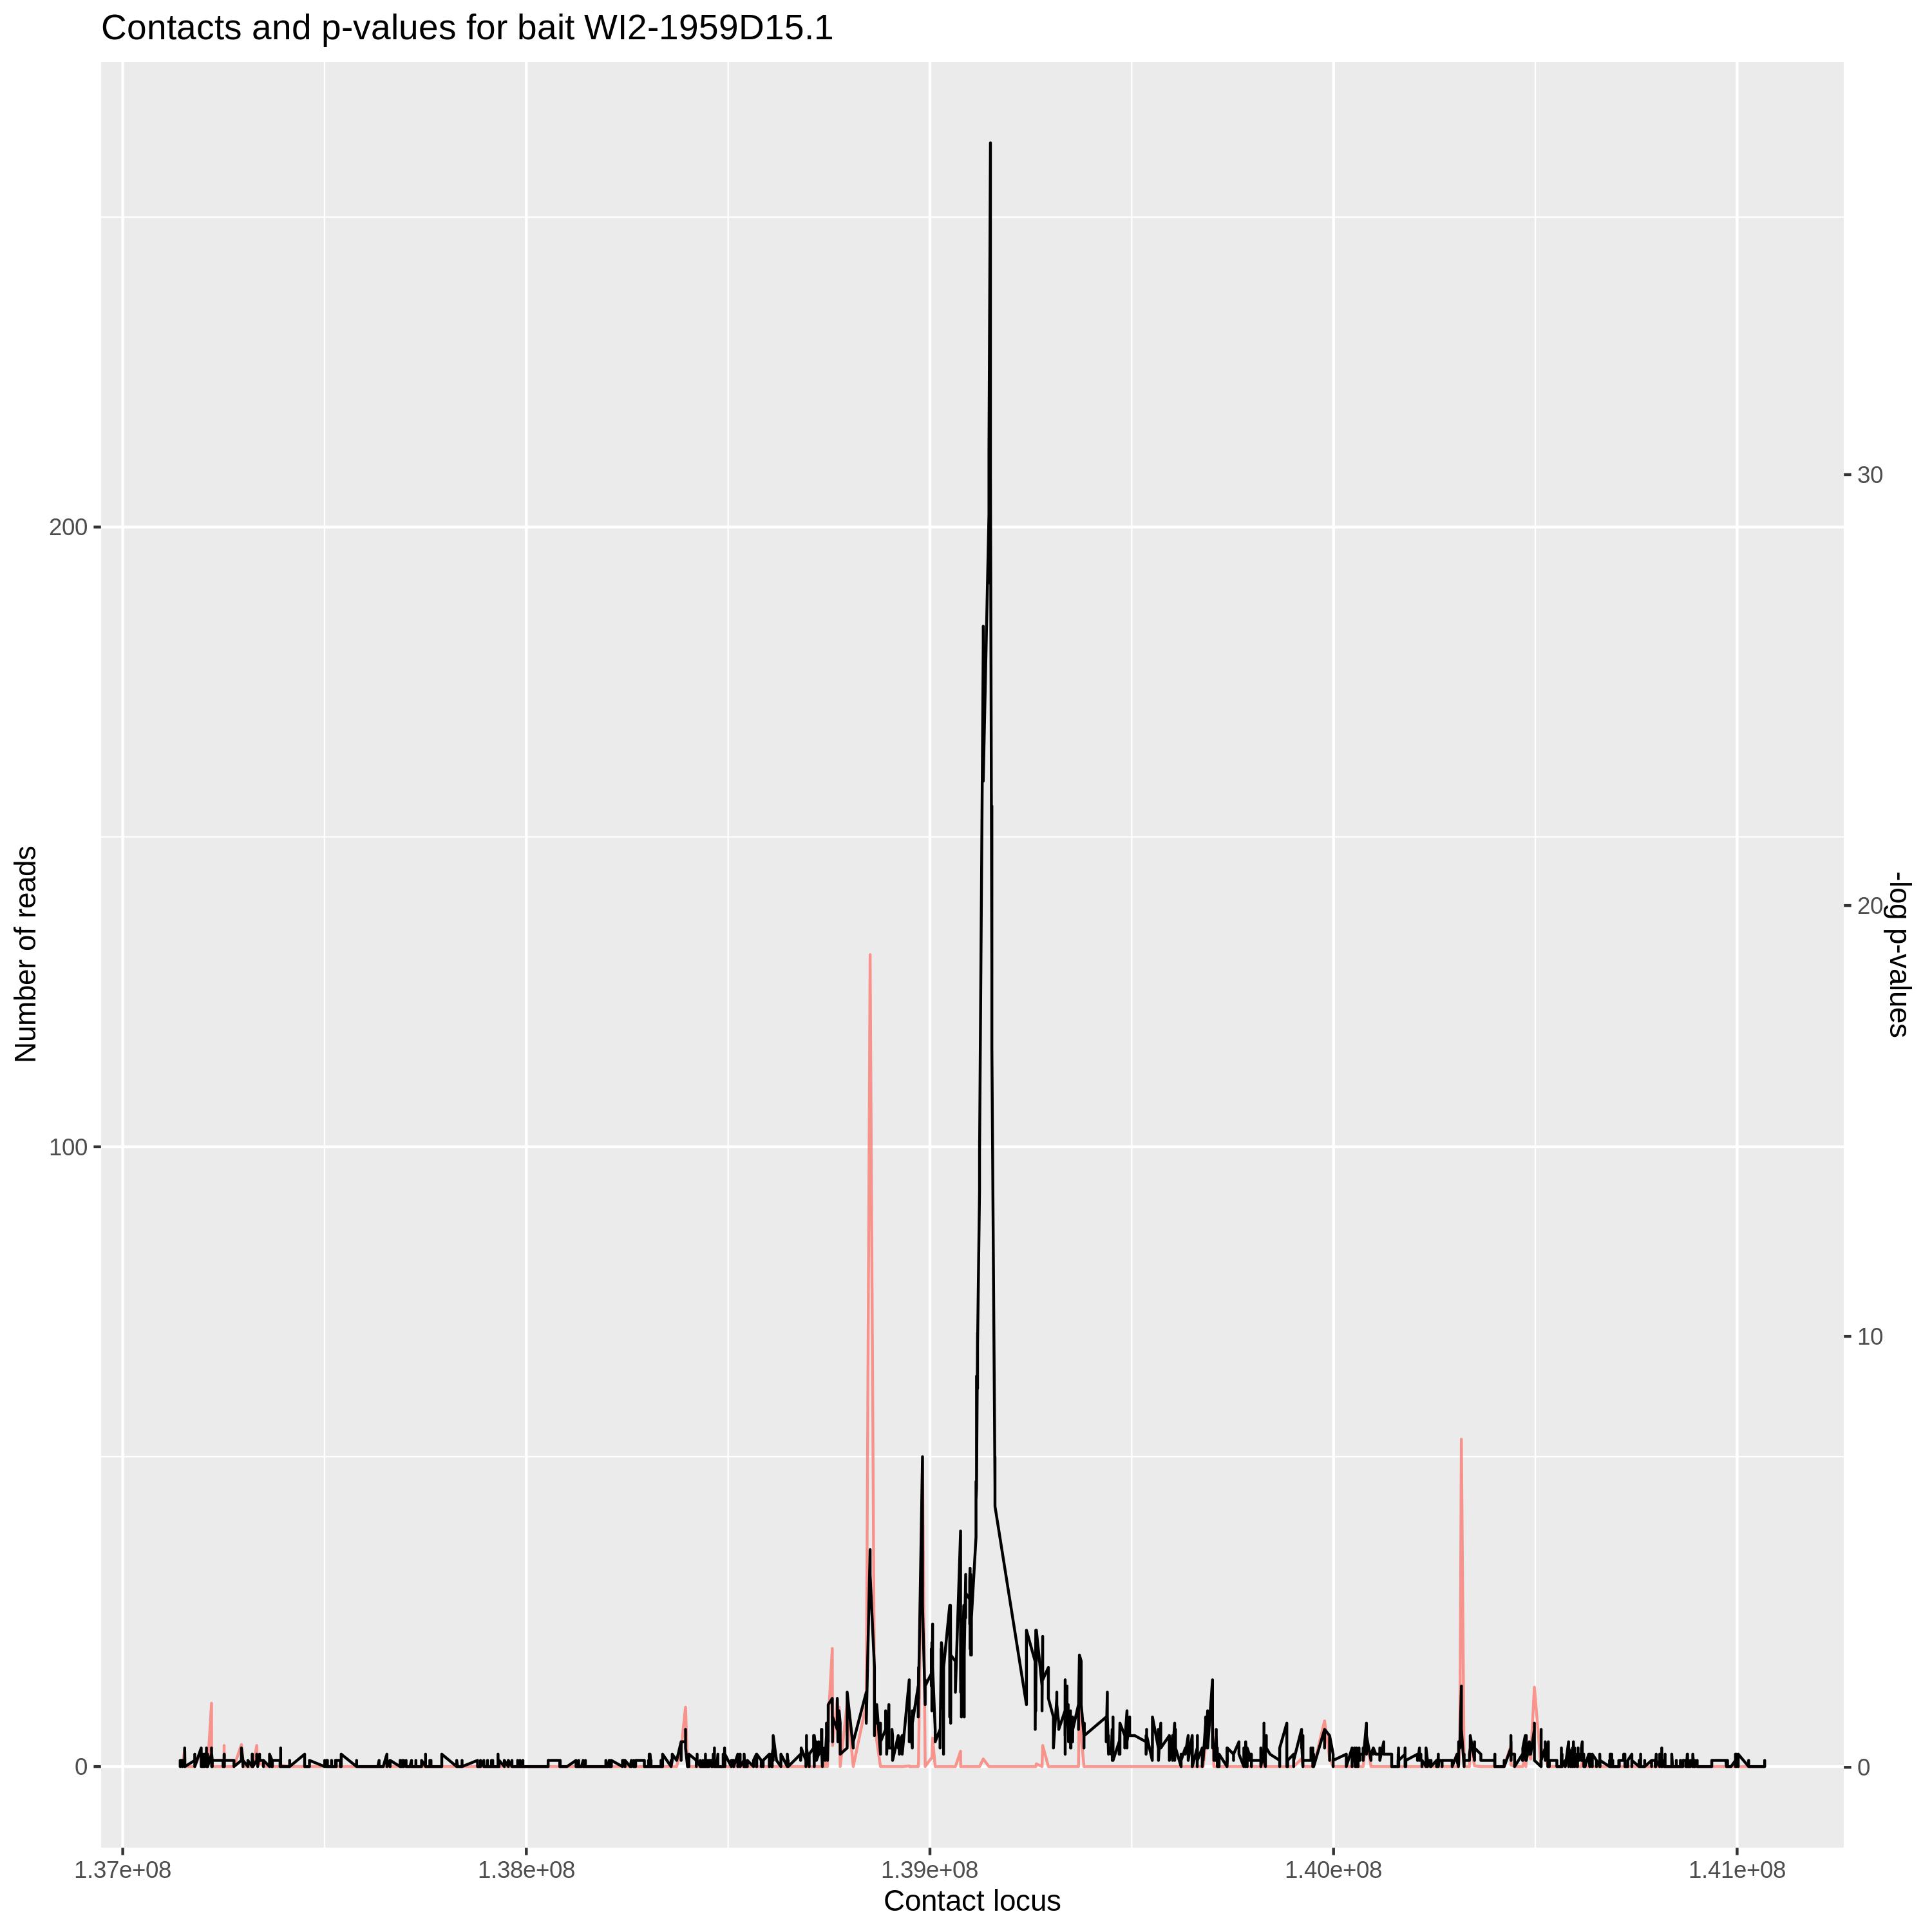 Contacts and p-values for bait WI2-1959D15.1
Number of reads
200
100
0
30
20
10
0
-log p-values
1.37e+08
1.38e+08
1.39e+08
1.40e+08
1.41e+08
Contact locus